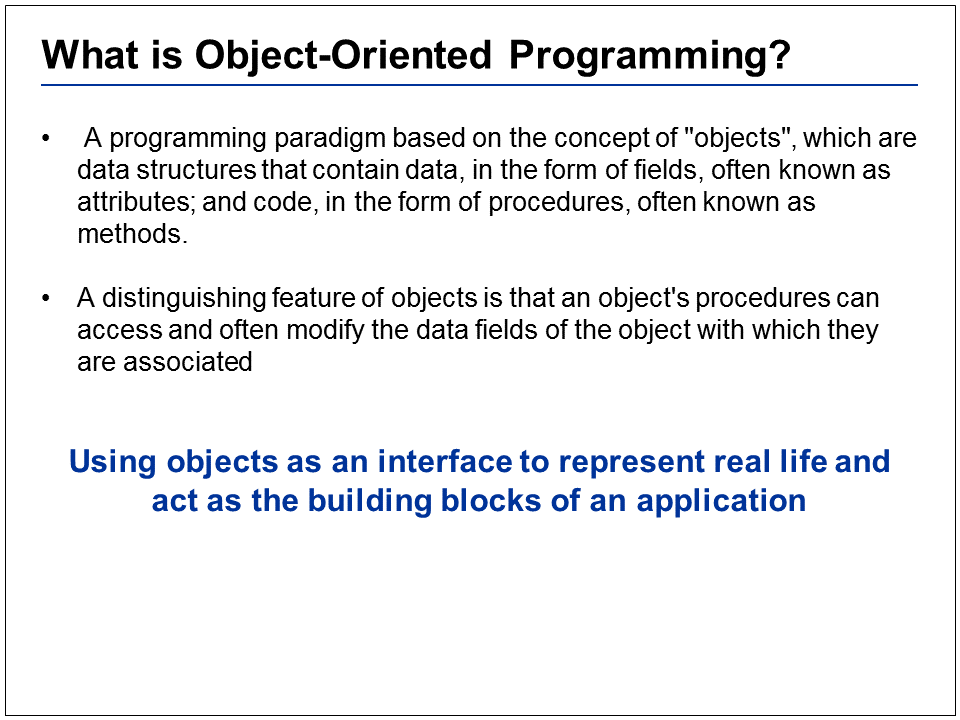 What is Object-Oriented Programming?
• A programming paradigm based on the concept of "objects", which are
data structures that contain data, in the form of fields, often known as
attributes; and code, in the form of procedures, often known as
methods.
• A distinguishing feature of objects is that an object's procedures can
access and often modify the data fields of the object with which they
are associated
Using objects as an interface to represent real life and
act as the building blocks of an application